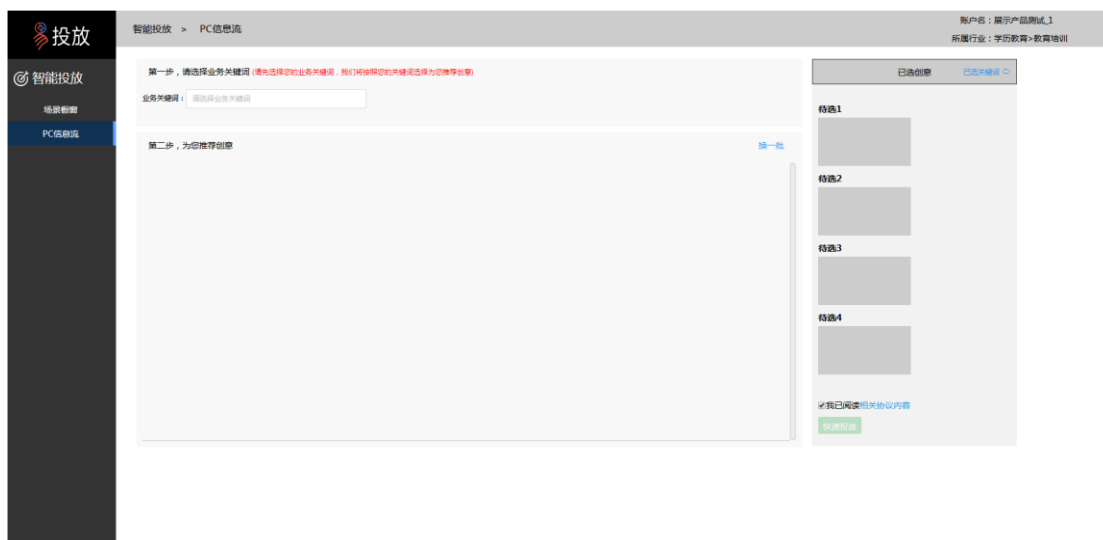 投放
智能投放 > PC信息流
账户名：展示产品测试_1
所属行业：学历教育>教育培训
智能投放
场景橱窗
PC信息流
第一步，请选择业务关键词 (请先选择您的业务关键词，我们将按照您的关键词选择为您推荐创意)
业务关键词： 请选择业务关键词
第二步，为您推荐创意 换一批
已选创意 已选关键词
待选1
待选2
待选3
待选4
我已阅读相关协议内容
快速投放